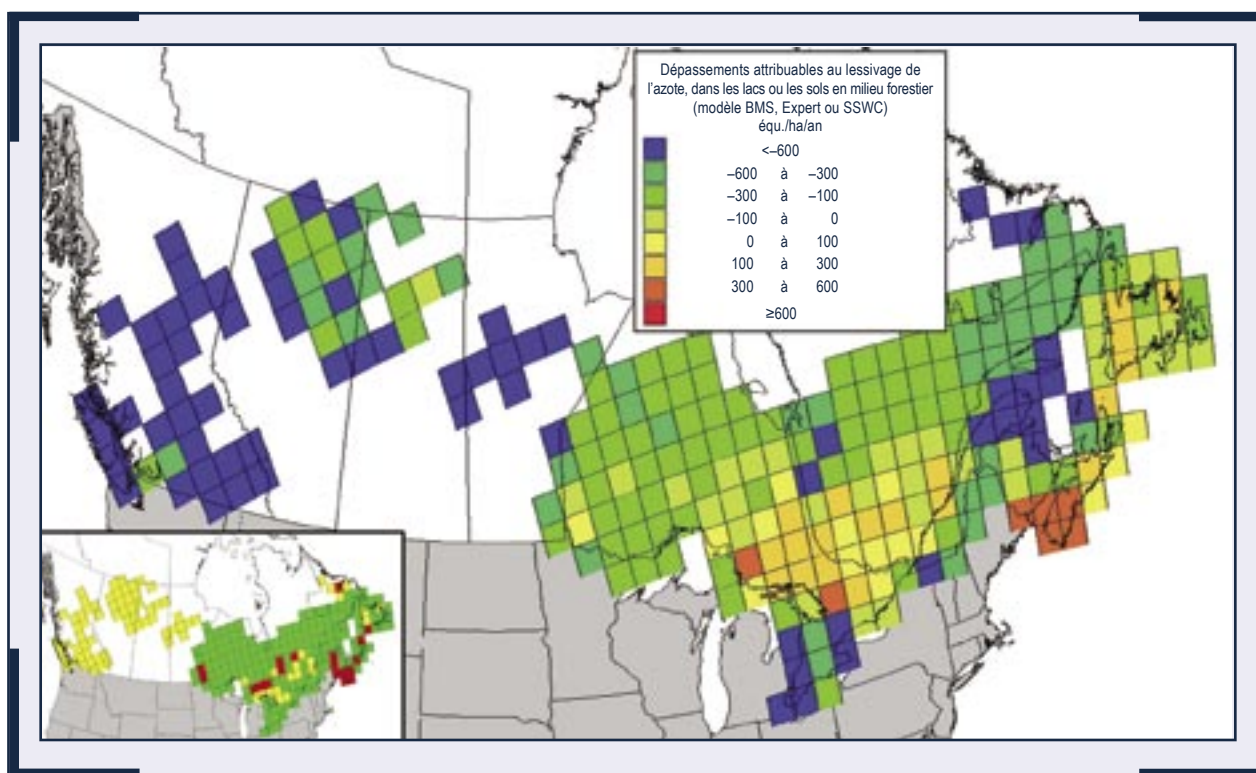 Dépassements attribuables au lessivage de
l'azote, dans les lacs ou les sols en milieu forestier
(modèle BMS, Expert ou SSWC)
équ./ha/an
<–600
–600 à –300
–300 à –100
–100 à 0
0 à 100
100 à 300
300 à 600
≥600